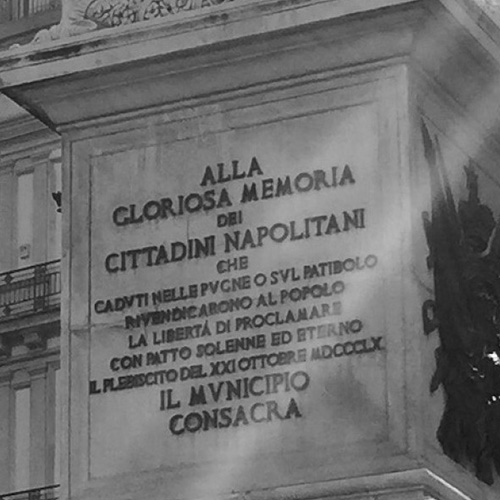 ALLA
GLORIOSA MEMORIA
DEI
CITTADINI NAPOLITANI
CHE
CADVTI NELLE PVGNE O SVL PATIBOLO
RIVENDICARONO AL POPOLO
LA LIBERTÁ DI PROCLAMARE
CON PATTO SOLENNE ED ETERNO
IL PLEBISCITO DEL XXI OTTOBRE MDCCCLX
IL MVNICIPIO
CONSACRA